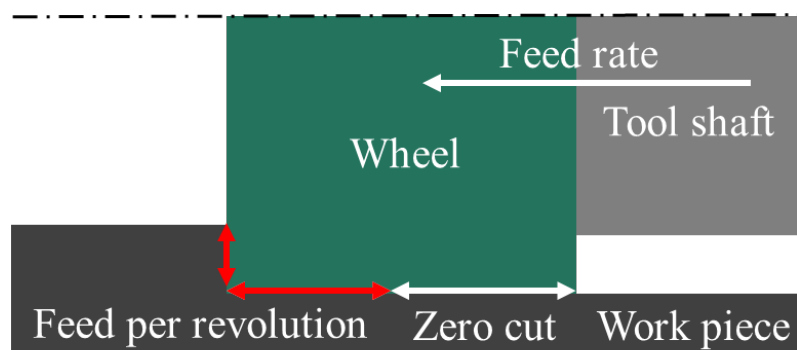 Feed rate
Tool shaft
Wheel
Feed per revolution
Zero cut
Work piece